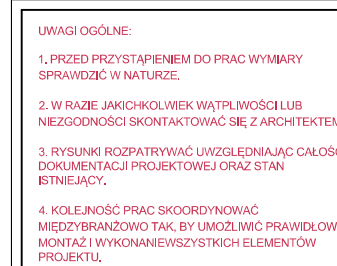 UWAGI OGÓLNE:
1. PRZED PRZYSTĄPIENIEM DO PRAC WYMIARY
SPRAWDZIĆ W NATURZE.
2. W RAZIE JAKICHKOLWIEK WĄTPLIWOŚCI LUB
NIEZGODNOŚCI SKONTAKTOWAĆ SIĘ Z ARCHITEKTEM
3. RYSUNKI ROZPATRYWAĆ UWZGLĘDNIAJĄC CAŁOŚ
DOKUMENTACJI PROJEKTOWEJ ORAZ STAN
ISTNIEJĄCY.
4. KOLEJNOŚĆ PRAC SKOORDYNOWAĆ
MIĘDZYBRANŻOWO TAK, BY UMOŻLIWIĆ PRAWIDŁOW
MONTAŻ I WYKONANIEWSZYSTKICH ELEMENTÓW
PROJEKTU.